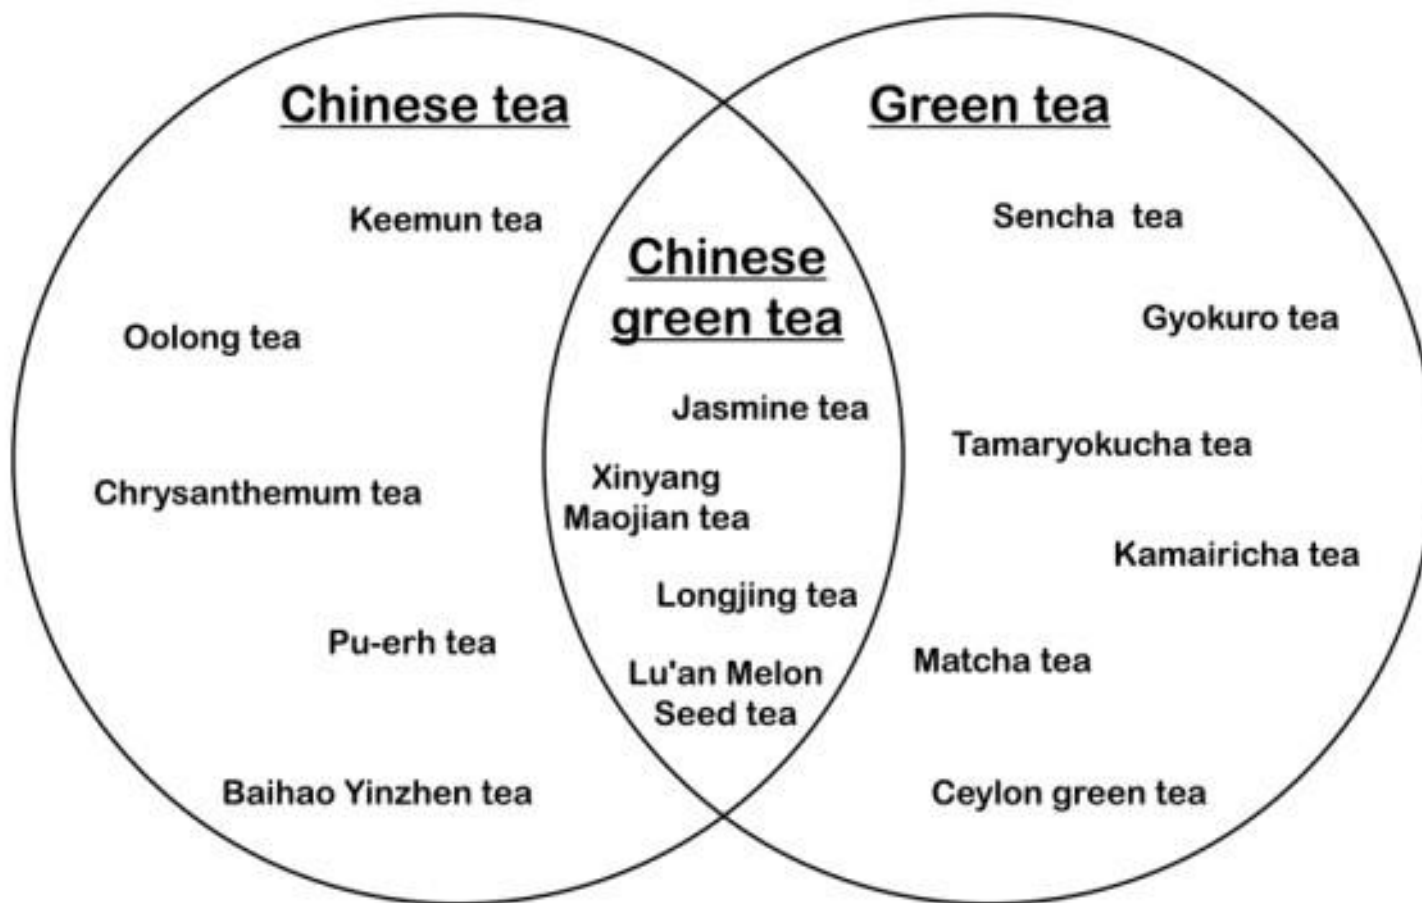 Chinese tea
Keemun tea
Oolong tea
Chrysanthemum tea
Pu-erh tea
Baihao Yinzhen tea
Chinese
green tea
Jasmine tea
Xinyang
Maojian tea
Longjing tea
Lu'an Melon
Seed tea
Green tea
Sencha  tea
Gyokuro tea
Tamaryokucha tea
Kamairicha tea
Matcha tea
Ceylon green tea